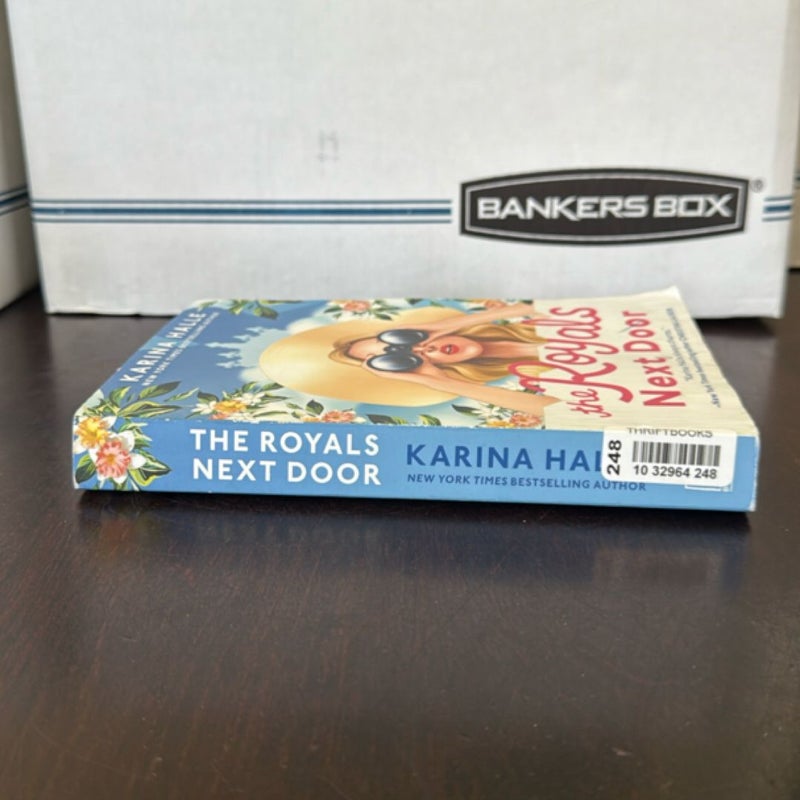 BANKERS BOX®
KARINA HALLE
the Royals
Next Door
THE ROYALS
NEXT DOOR
KARINA HAL
NEW YORK TIMES BESTSELLING AUTHOR
THRIFTBOOKS
248
10 32964 248